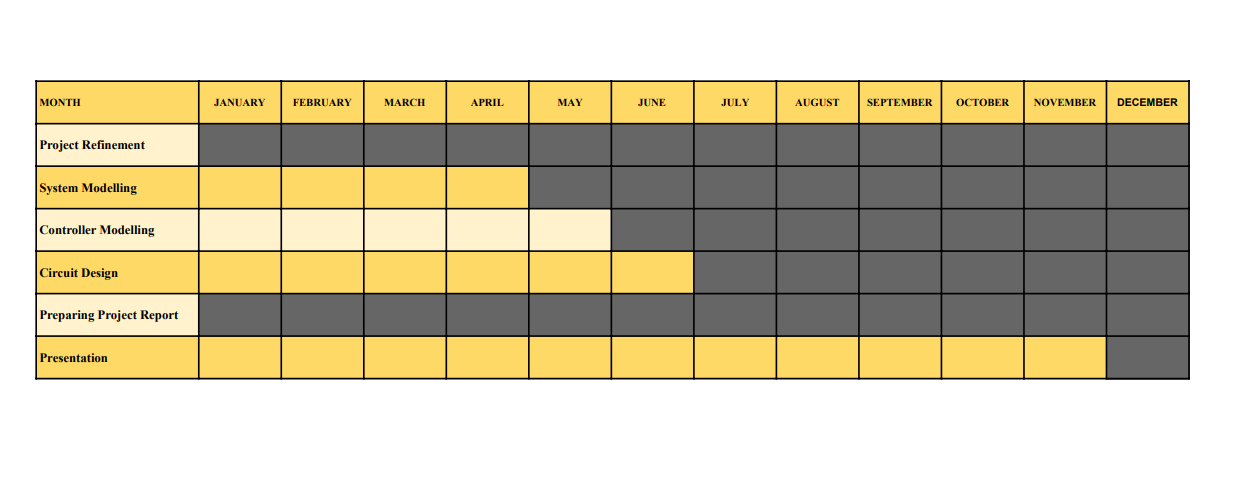 MONTH JANUARY FEBRUARY MARCH APRIL MAY JUNE JULY AUGUST SEPTEMBER OCTOBER NOVEMBER DECEMBER
Project Refinement
System Modelling
Controller Modelling
Circuit Design
Preparing Project Report
Presentation